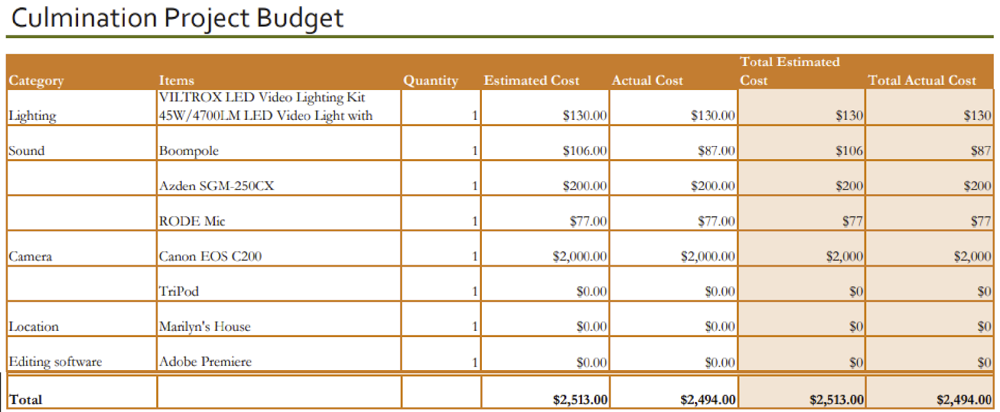 Culmination Project Budget
Category Items Quantity Estimated Cost Actual Cost Total Estimated Cost Total Actual Cost
Lighting VILTROX LED Video Lighting Kit 45W/4700LM LED Video Light with 1 $130.00 $130.00 $130 $130
Sound Boompole 1 $106.00 $87.00 $106 $87
Azden SGM-250CX 1 $200.00 $200.00 $200 $200
RODE Mic 1 $77.00 $77.00 $77 $77
Camera Canon EOS C200 1 $2,000.00 $2,000.00 $2,000 $2,000
TriPod 1 $0.00 $0.00 $0 $0
Location Marilyn's House 1 $0.00 $0.00 $0 $0
Editing software Adobe Premiere 1 $0.00 $0.00 $0 $0
Total $2,513.00 $2,494.00 $2,513.00 $2,494.00